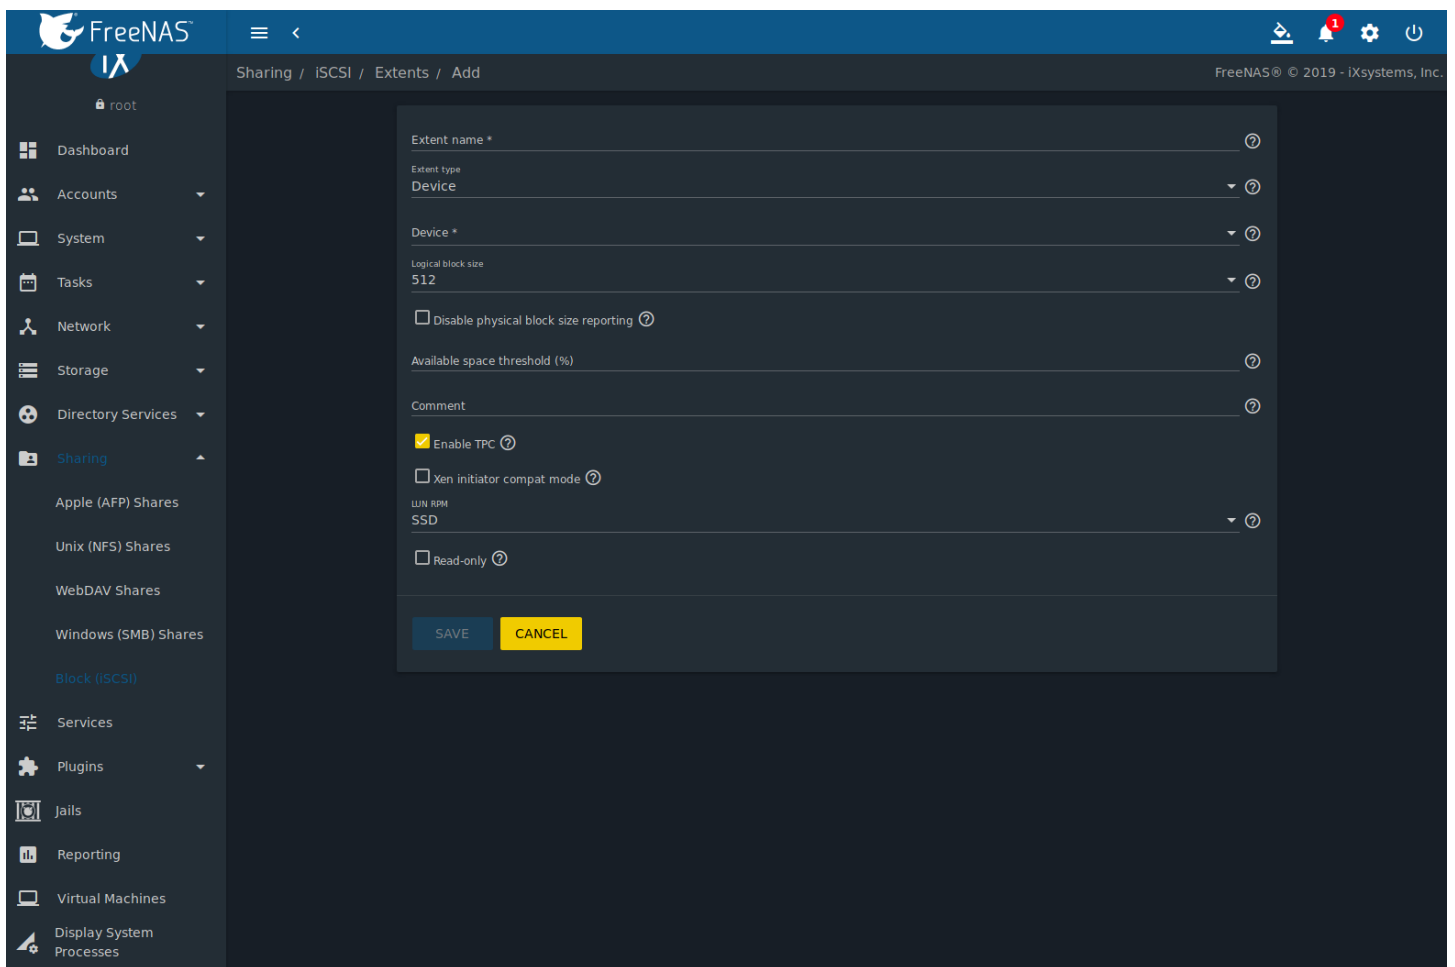 FreeNAS™
1
Sharing / iSCSI / Extents / Add
FreeNAS® © 2019 - iXsystems, Inc.
root
Dashboard
Accounts
System
Tasks
Network
Storage
Directory Services
Sharing
Apple (AFP) Shares
Unix (NFS) Shares
WebDAV Shares
Windows (SMB) Shares
Block (iSCSI)
Services
Plugins
Jails
Reporting
Virtual Machines
Display System
Processes
Extent name *
Extent type
Device
Device *
Logical block size
512
Disable physical block size reporting
Available space threshold (%)
Comment
Enable TPC
Xen initiator compat mode
LUN RPM
SSD
Read-only
SAVE
CANCEL